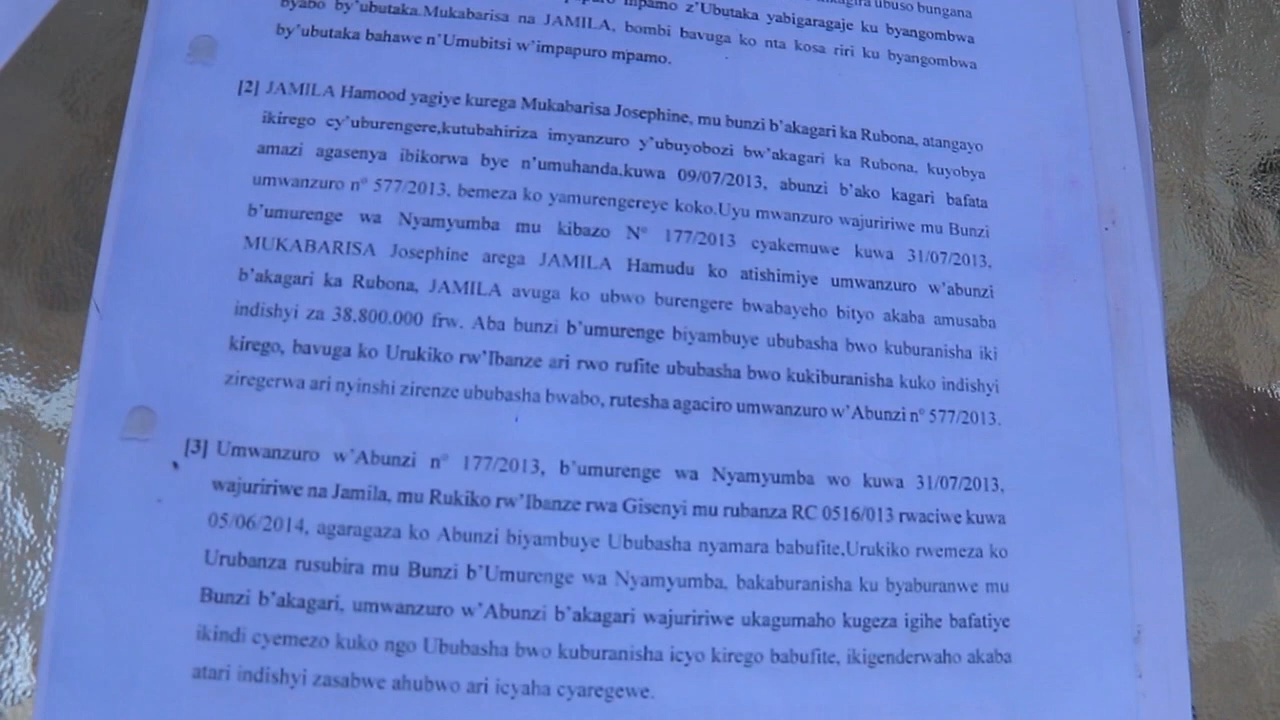 ubuso bungana
mpamo z'Ubutaka yabigaragaje ku byangombwa
byabo by'ubutaka.Mukabarisa na JAMILA, bombi bavuga ko nta kosa riri ku byangombwa
by'ubutaka bahawe n'Umubitsi w'impapuro mpamo.
[2] JAMILA Hamood yagiye kurega Mukabarisa Josephine, mu bunzi b'akagari ka Rubona, atangayo
ikirego cy'uburengere,kutubahiriza imyanzuro y'ubuyobozi bw'akagari ka Rubona, kuyobya
amazi agasenya ibikorwa bye n'umuhanda,kuwa 09/07/2013, abunzi b'ako kagari bafata
umwanzuro n° 577/2013, bemeza ko yamurengereye koko.Uyu mwanzuro wajuririwe mu Bunzi
b'umurenge wa Nyamyumba mu kibazo N° 177/2013 cyakemuwe kuwa 31/07/2013,
MUKABARISA Josephine arega JAMILA Hamudu ko atishimiye umwanzuro w'abunzi
b'akagari ka Rubona, JAMILA avuga ko ubwo burengere bwabayeho bityo akaba amusaba
indishyi za 38.800.000 frw. Aba bunzi b'umurenge biyambuye ububasha bwo kuburanisha iki
kirego, bavuga ko Urukiko rw'Ibanze ari rwo rufite ububasha bwo kukiburanisha kuko indishyi
ziregerwa ari nyinshi zirenze ububasha bwabo, rutesha agaciro umwanzuro w'Abunzi n° 577/2013.
[3] Umwanzuro w'Abunzi n° 177/2013, b'umurenge wa Nyamyumba wo kuwa 31/07/2013,
wajuririwe na Jamila, mu Rukiko rw'Ibanze rwa Gisenyi mu rubanza RC 0516/013 rwaciwe kuwa
05/06/2014, agaragaza ko Abunzi biyambuye Ububasha nyamara babufite,Urukiko rwemeza ko
Urubanza rusubira mu Bunzi b'Umurenge wa Nyamyumba, bakaburanisha ku byaburanwe mu
Bunzi b'akagari, umwanzuro w'Abunzi b'akagari wajuririwe ukagumaho kugeza igihe bafatiye
ikindi cyemezo kuko ngo Ububasha bwo kuburanisha icyo kirego babufite, ikigenderwaho akaba
atari indishyi zasabwe ahubwo ari icyaha cyaregewe.